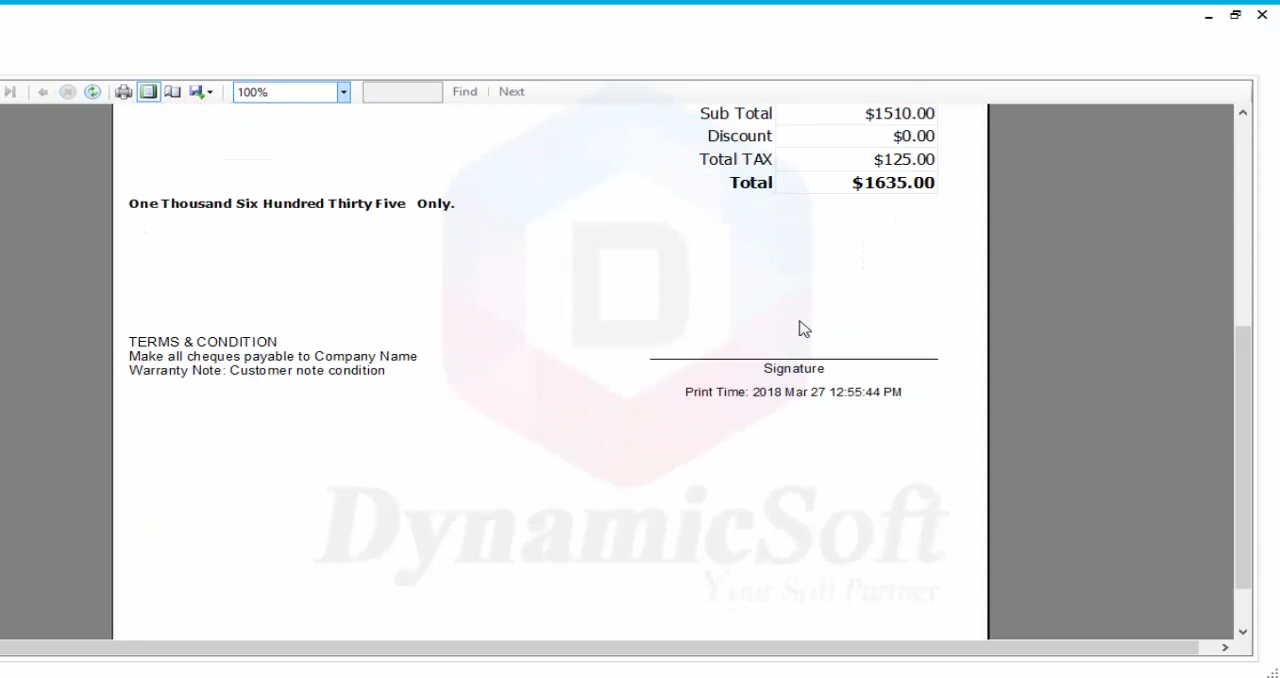 100% Find Next
Sub Total $1510.00
Discount $0.00
Total TAX $125.00
Total $1635.00
One Thousand Six Hundred Thirty Five Only.
TERMS & CONDITION
Make all cheques payable to Company Name
Warranty Note: Customer note condition
Signature
Print Time: 2018 Mar 27 12:55:44 PM
D
DynamicSoft
Your Soft Partner